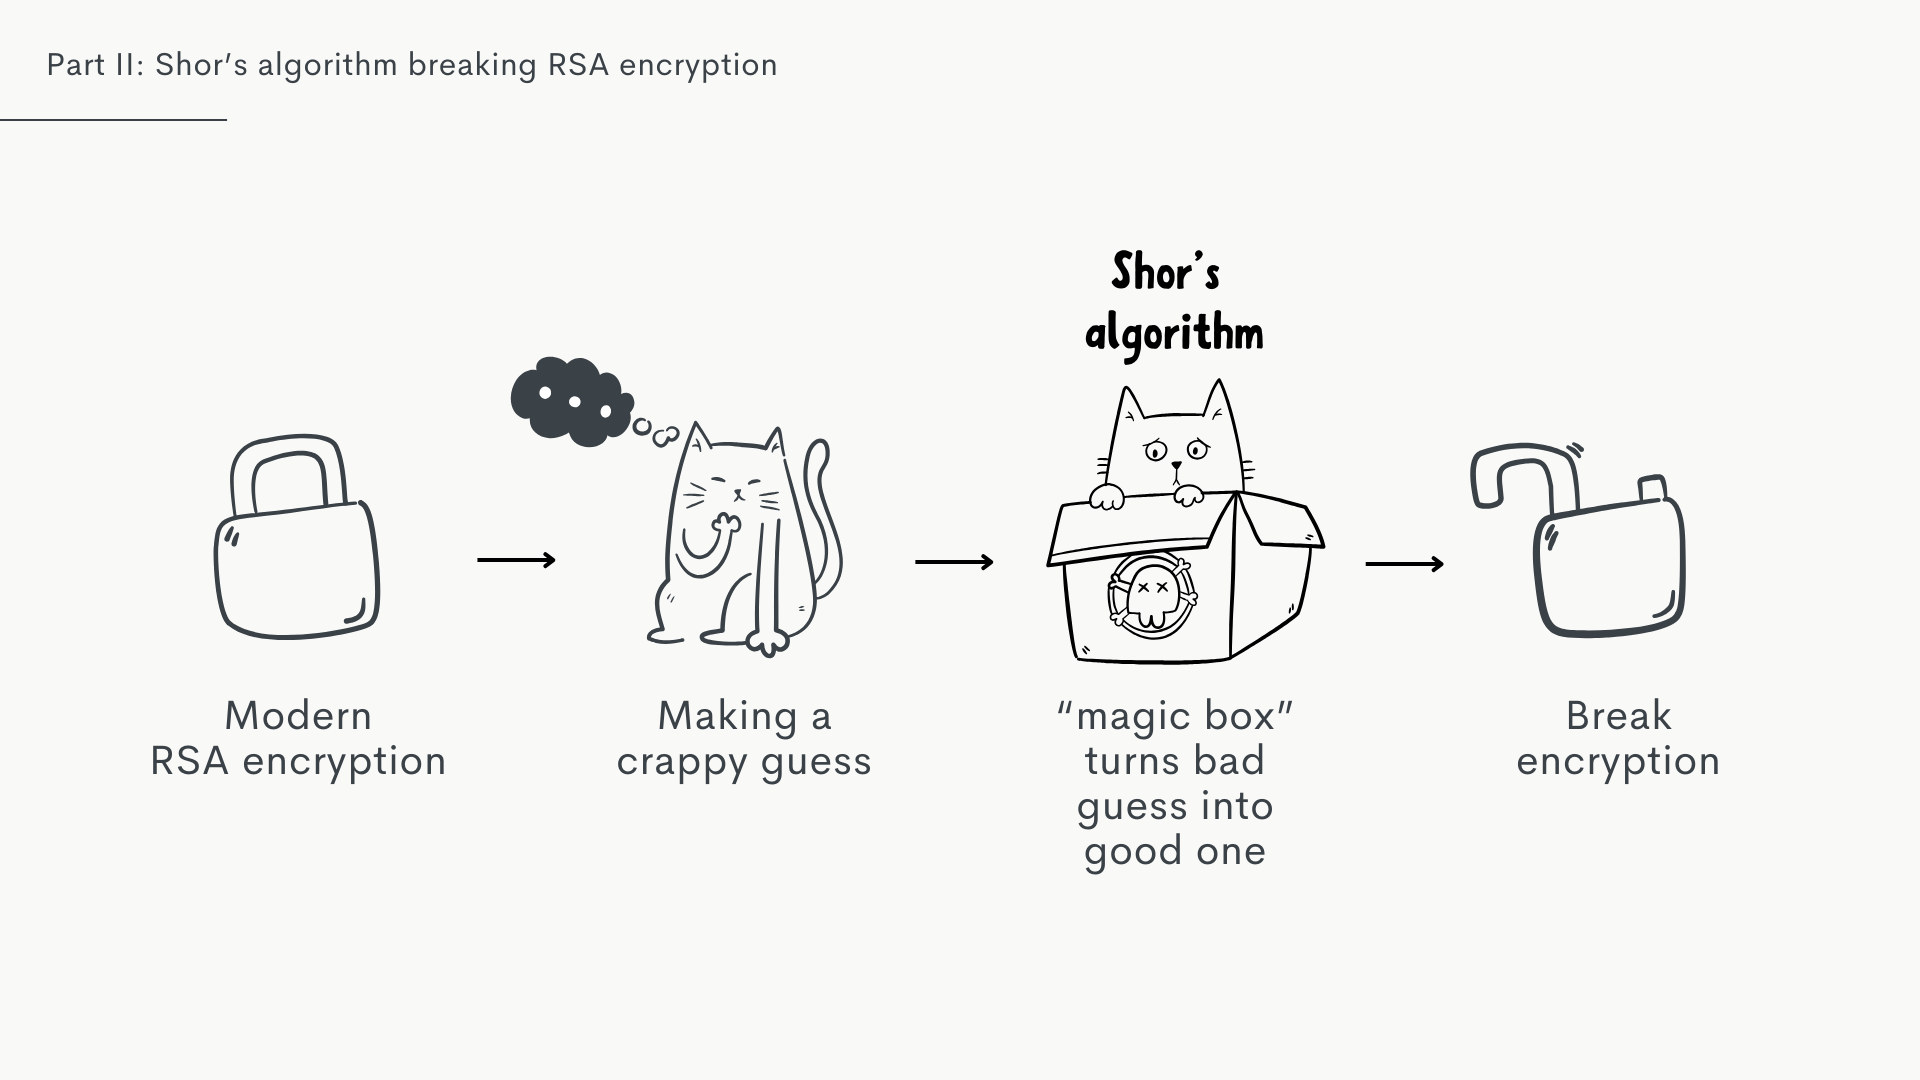 Part II: Shor’s algorithm breaking RSA encryption
Shor’s
algorithm
Modern
RSA encryption
Making a
crappy guess
“magic box”
turns bad
guess into
good one
Break
encryption